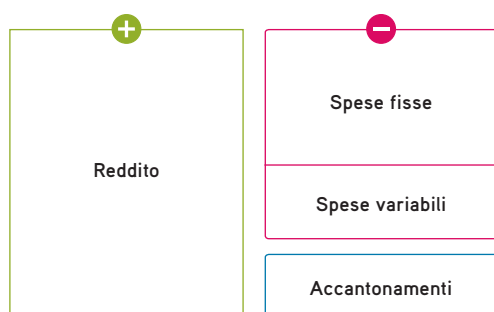 Reddito
Spese fisse
Spese variabili
Accantonamenti